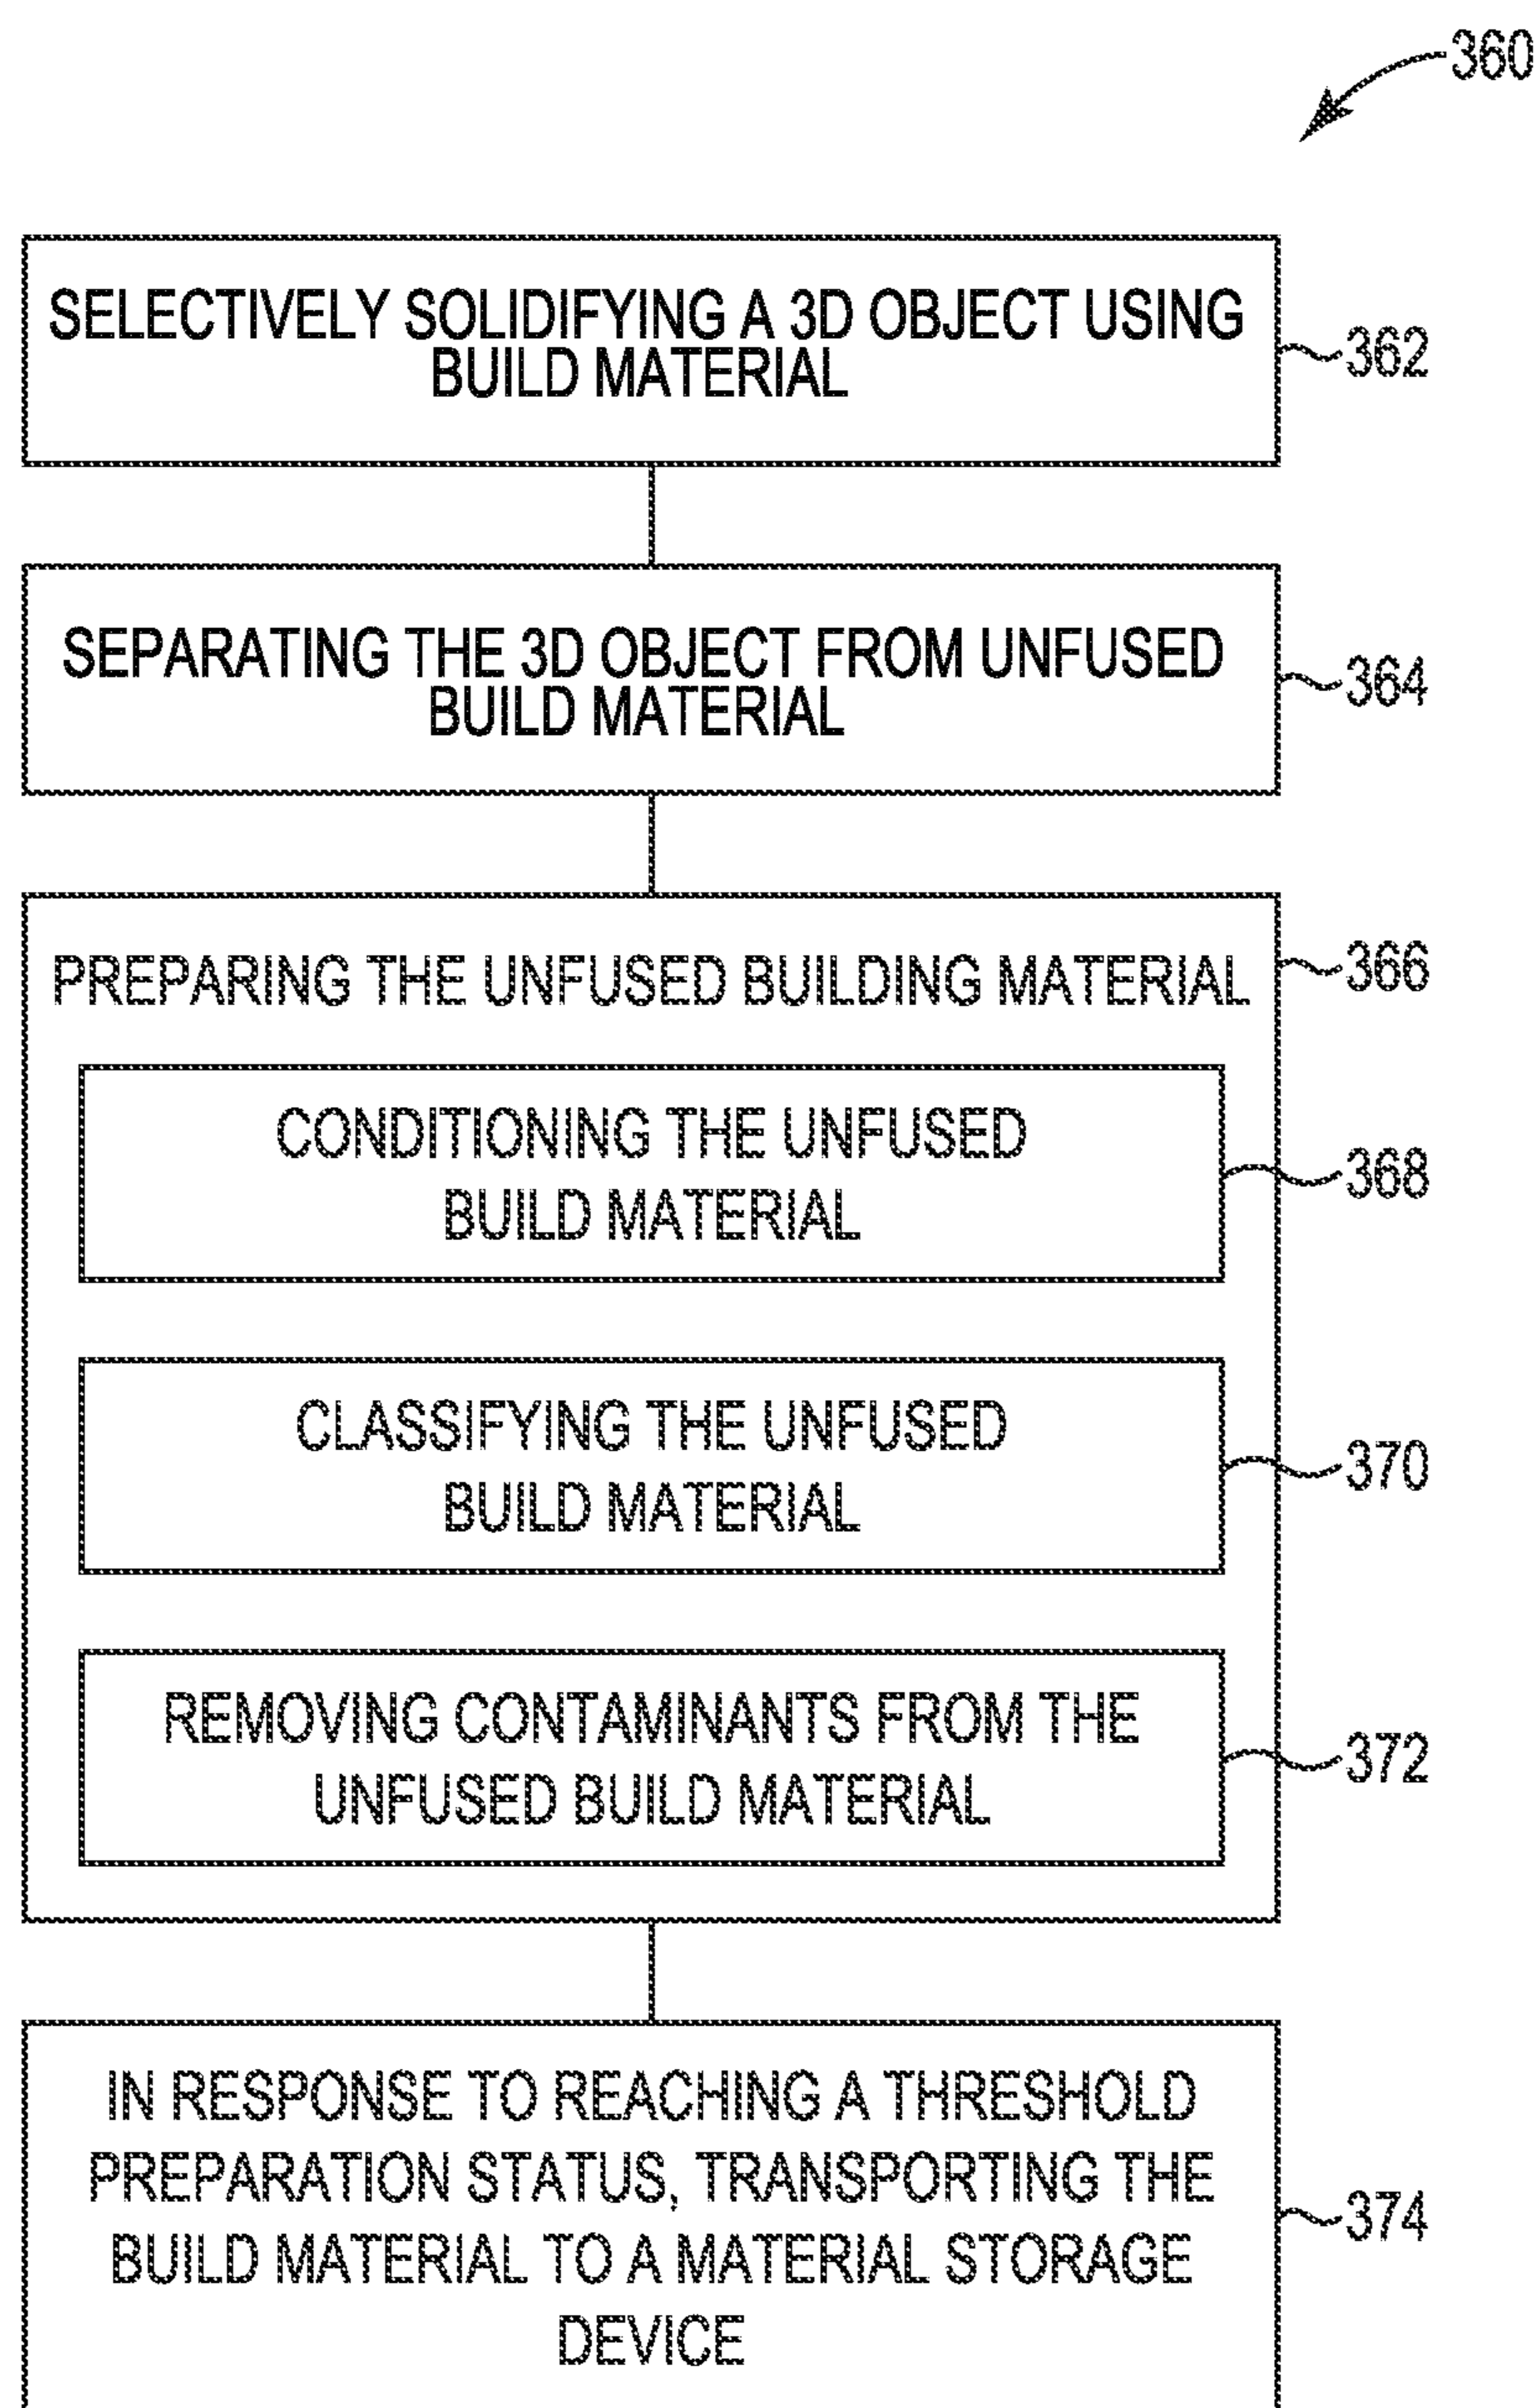 360
SELECTIVELY SOLIDIFYING A 3D OBJECT USING
BUILD MATERIAL
362
SEPARATING THE 3D OBJECT FROM UNFUSED
BUILD MATERIAL
364
PREPARING THE UNFUSED BUILDING MATERIAL
366
CONDITIONING THE UNFUSED
BUILD MATERIAL
368
CLASSIFYING THE UNFUSED
BUILD MATERIAL
370
REMOVING CONTAMINANTS FROM THE
UNFUSED BUILD MATERIAL
372
IN RESPONSE TO REACHING A THRESHOLD
PREPARATION STATUS, TRANSPORTING THE
BUILD MATERIAL TO A MATERIAL STORAGE
DEVICE
374